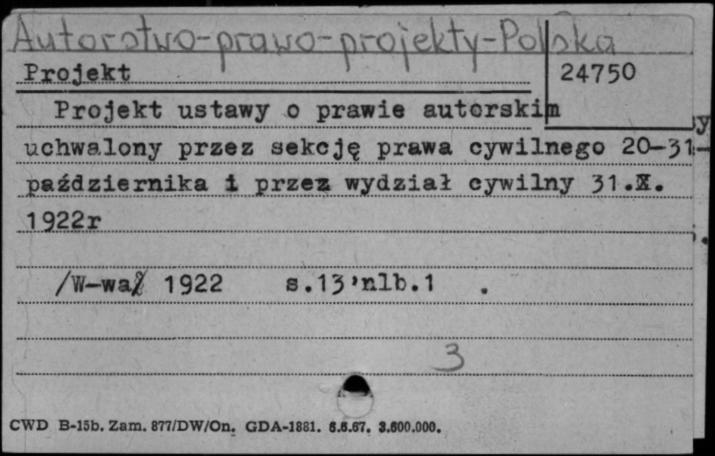 Autorstwo-prawo-projekty-Polska
Projekt
24750
Projekt ustawy o prawie autorskim
uchwalony przez sekcję prawa cywilnego 20-31-
października i przez wydział cywilny 31.X.
1922r
/W-wa/ 1922 s.13'nlb.1 .
3
CWD B-15b. Zam. 877/DW/On. GDA-1881. 6.6.67. 3.600.000.